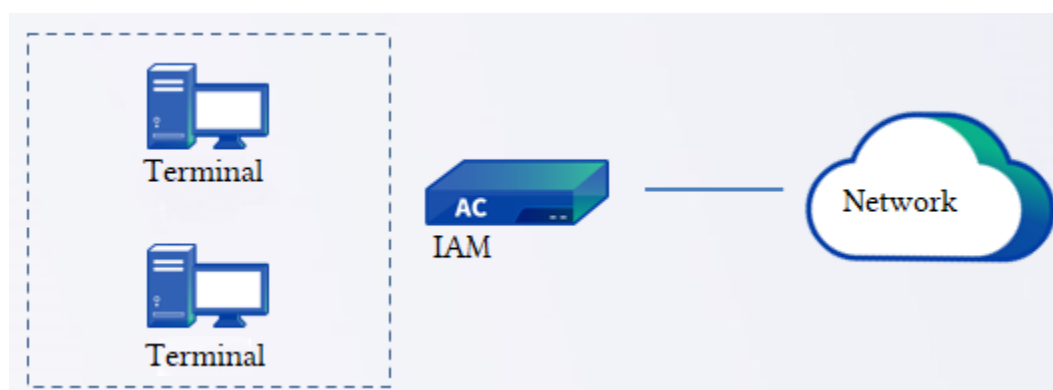 Terminal
AC
IAM
Network
Terminal